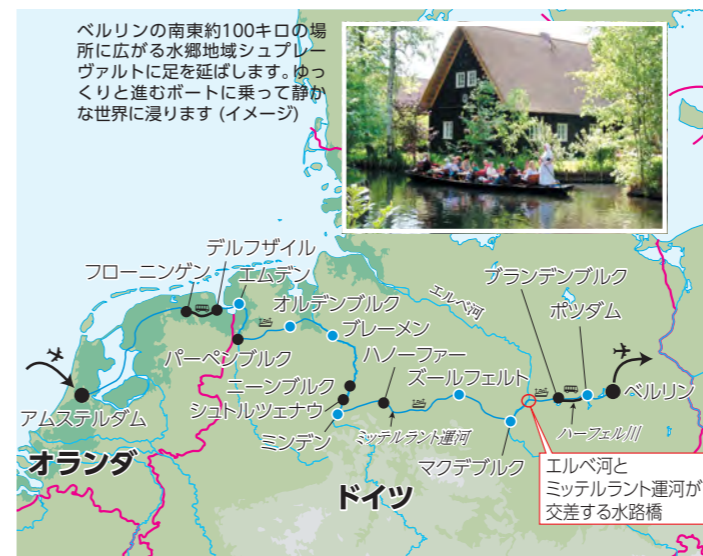 ベルリンの南東約100キロの場
所に広がる水郷地域シュプレー
ヴァルトに足を延ばします。ゆっ
くりと進むボートに乗って静か
な世界に浸ります (イメージ)
デルフザイル
フローニンゲン
エムデン
オルデンブルク
ブレーメン
エルベ河
ブランデンブルク
ポツダム
パーペンブルク
ハノーファー
ズールフェルト
ニーンブルク
シュトルツェナウ
ミンデン
ミッテルラント運河
マクデブルク
ハーフェル川
ベルリン
アムステルダム
オランダ
ドイツ
エルベ河と
ミッテルラント運河が
交差する水路橋